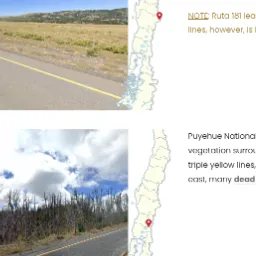 NOTE: Ruta 181 lea
lines, however, is
Puyehue National
vegetation surrou
triple yellow lines,
east, many dead